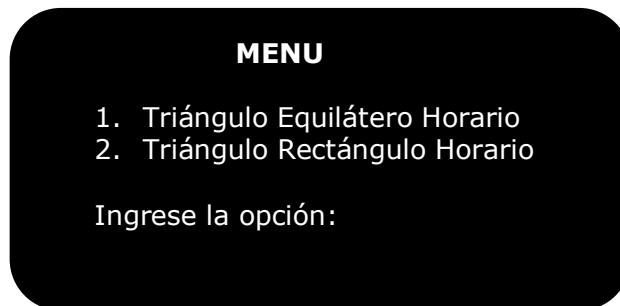 MENU
1. Triángulo Equilátero Horario
2. Triángulo Rectángulo Horario
Ingrese la opción: